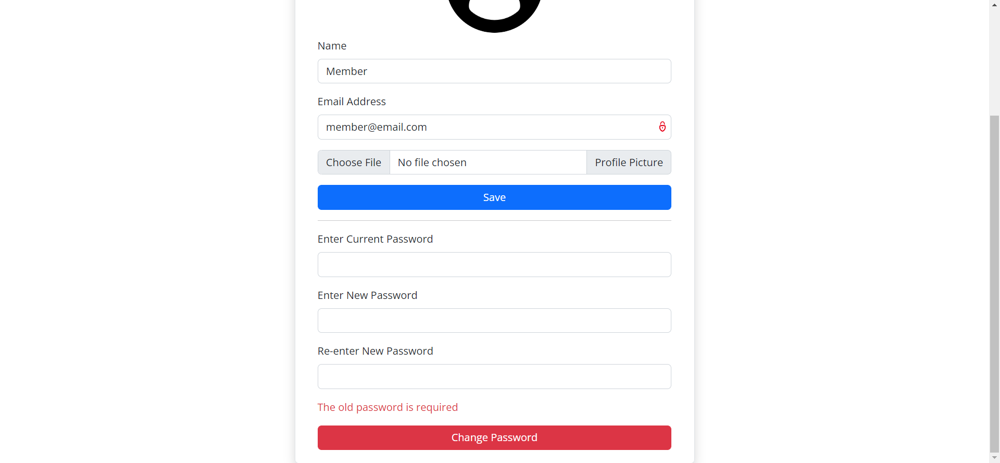 Name
Member
Email Address
member@email.com
Choose File No file chosen Profile Picture
Save
Enter Current Password
Enter New Password
Re-enter New Password
The old password is required
Change Password